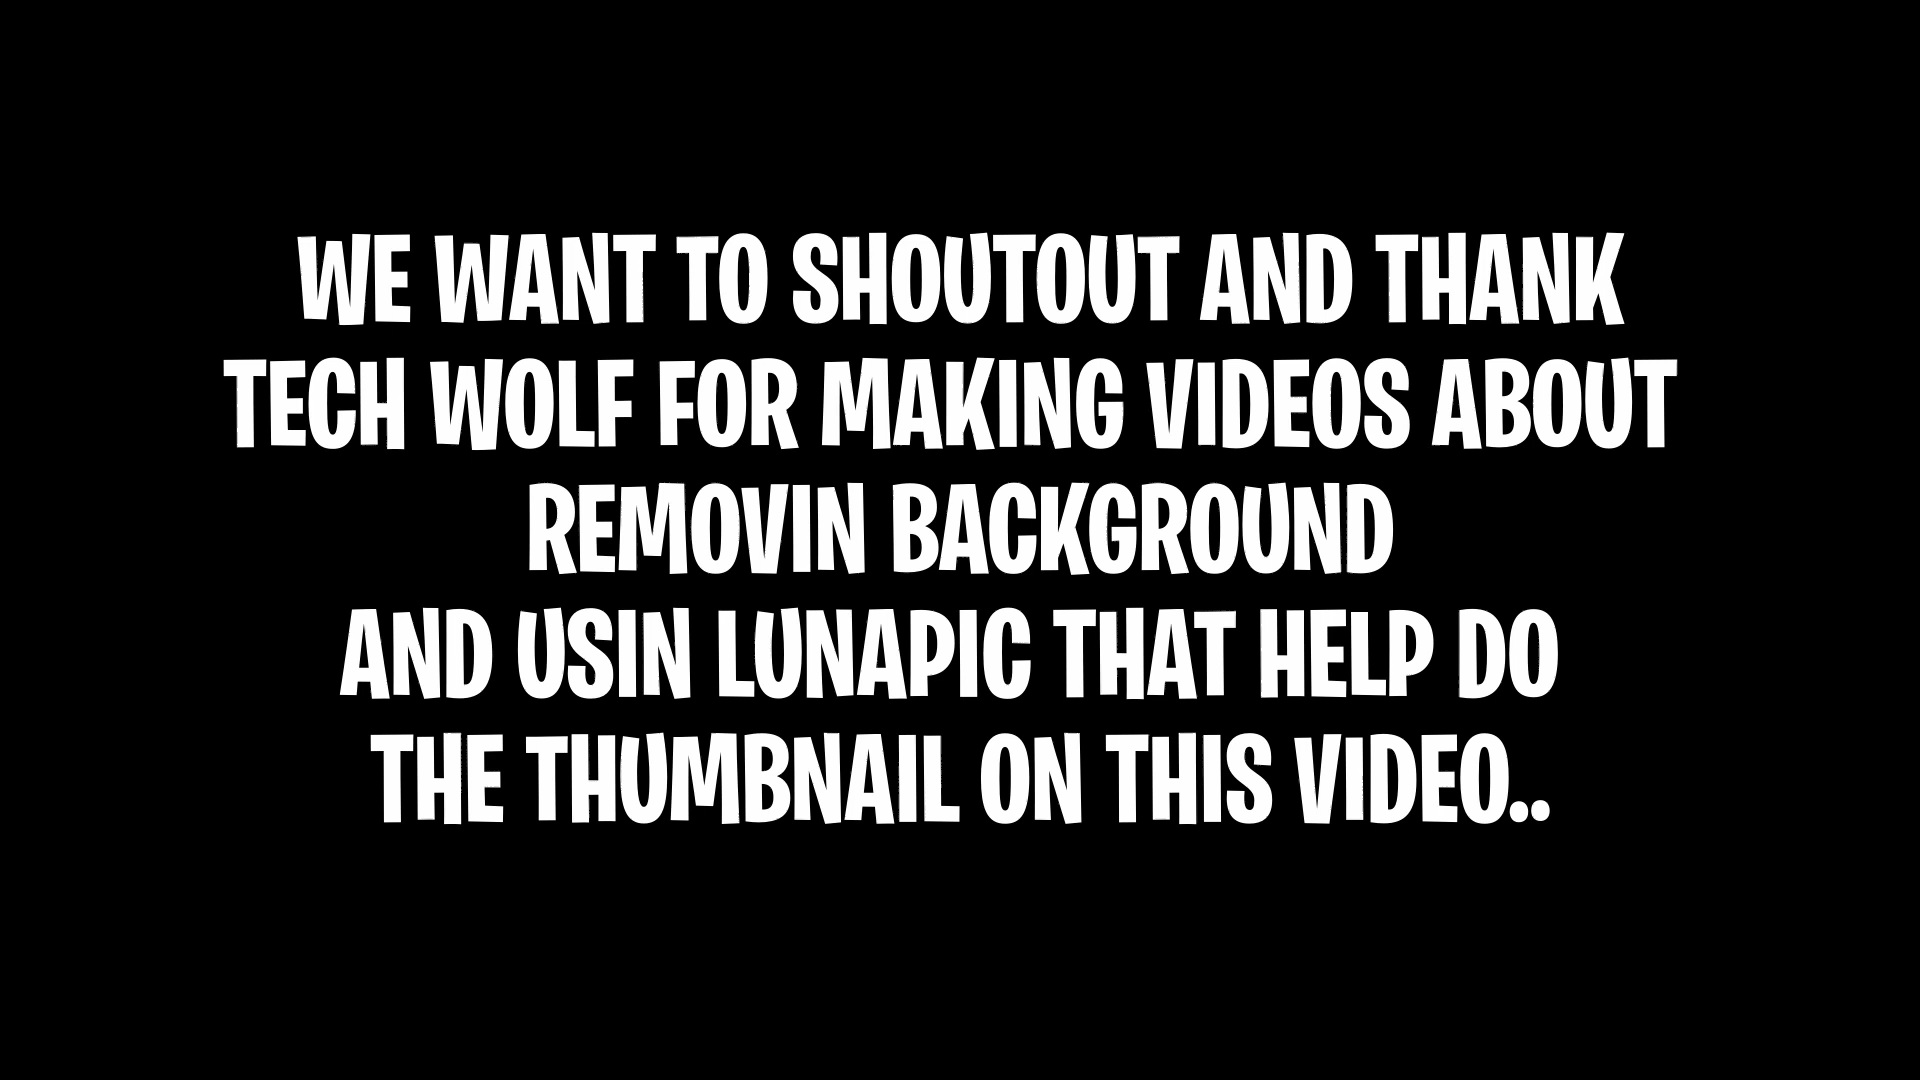 WE WANT TO SHOUTOUT AND THANK
TECH WOLF FOR MAKING VIDEOS ABOUT
REMOVIN BACKGROUND
AND USIN LUNAPIC THAT HELP DO
THE THUMBNAIL ON THIS VIDEO..